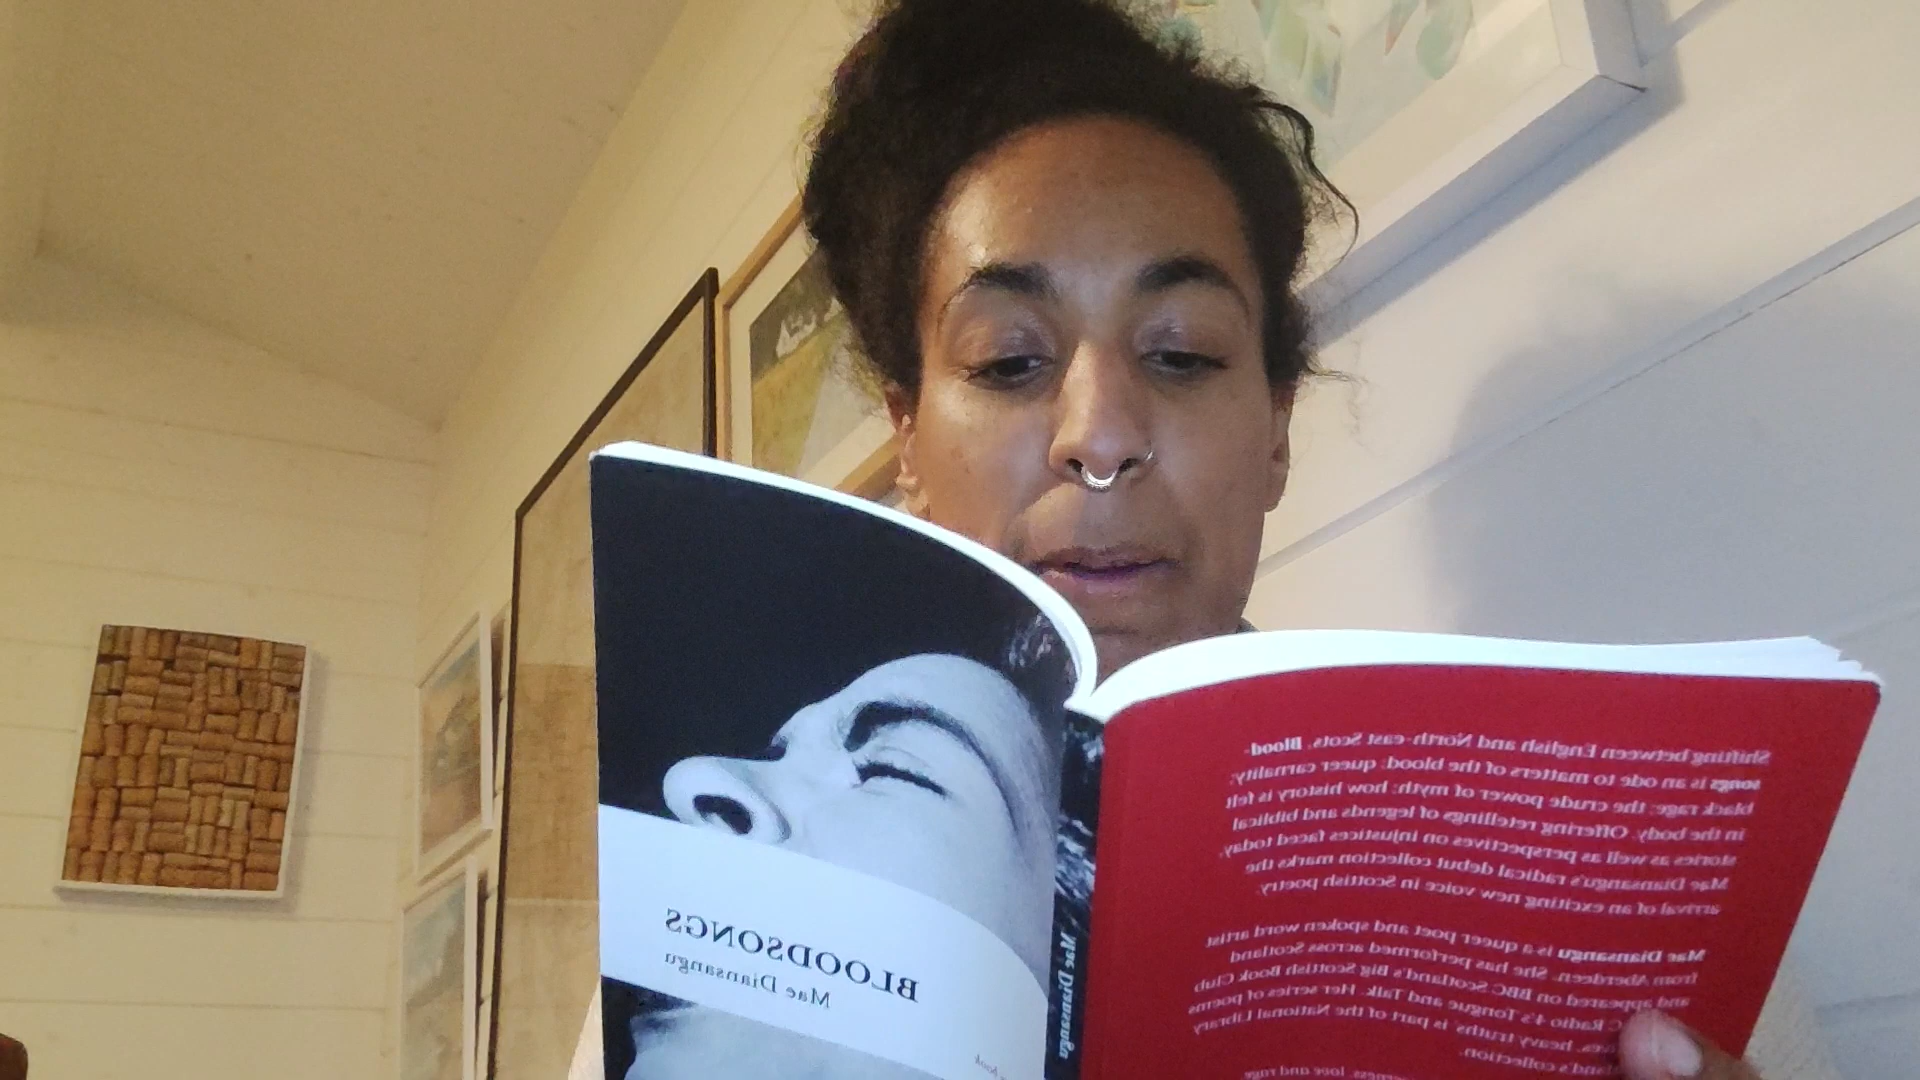 BLOODSONGS
Mae Diansangu
book
Mae Diansangu
Shifting between English and North-east Scots, Blood-
songs is an ode to matters of the blood: queer carnality;
black rage; the crude power of myth; how history is felt
in the body. Offering retellings of legends and biblical
stories as well as perspectives on injustices faced today,
Mae Diansangu's radical debut collection marks the
arrival of an exciting new voice in Scottish poetry.
Mae Diansangu is a queer poet and spoken word artist
from Aberdeen. She has performed across Scotland
and appeared on BBC Scotland's Big Scottish Book Club
Radio 4's Tongue and Talk. Her series of poems
heavy truths is part of the National Library
collection.
love and rage